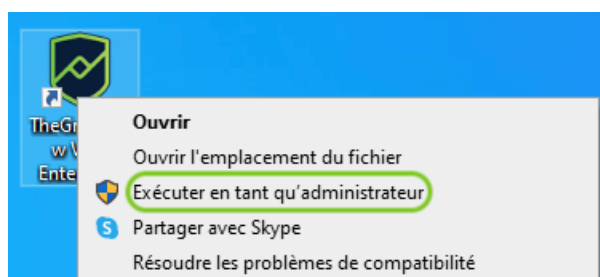 TheGr
w V
Ente
Ouvrir
Ouvrir l'emplacement du fichier
Exécuter en tant qu'administrateur
S
Partager avec Skype
Résoudre les problèmes de compatibilité